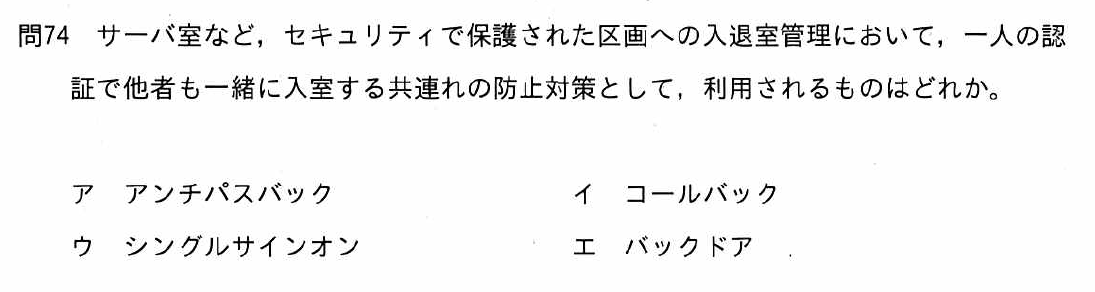 問74 サーバ室など，セキュリティで保護された区画への入退室管理において，一人の認
証で他者も一緒に入室する共連れの防止対策として，利用されるものはどれか。
ア アンチパスバック イ コールバック
ウ シングルサインオン エ バックドア